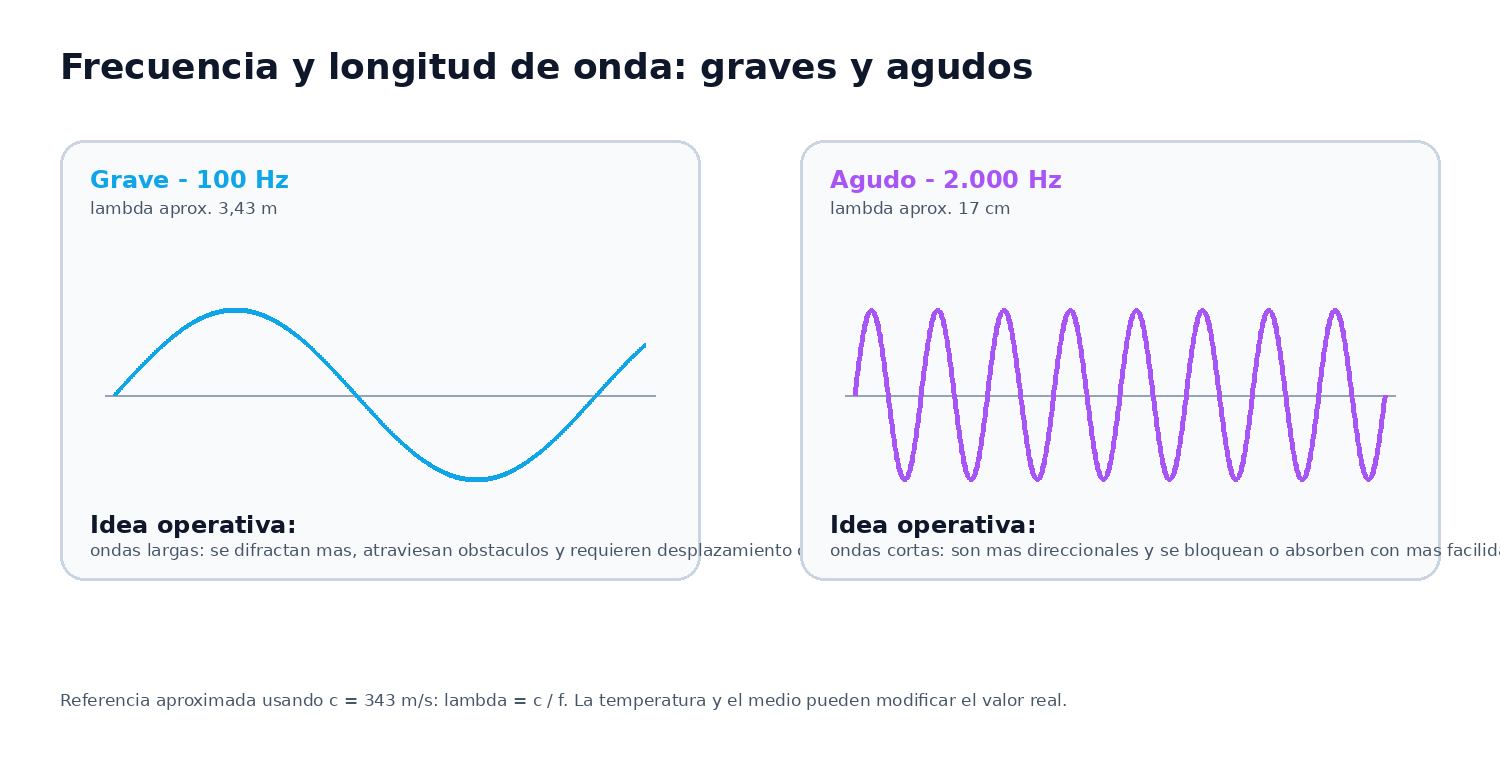 Frecuencia y longitud de onda: graves y agudos
Grave - 100 Hz
lambda aprox. 3,43 m
Idea operativa:
ondas largas: se difractan mas, atraviesan obstaculos y requieren desplazamiento
Agudo - 2.000 Hz
lambda aprox. 17 cm
Idea operativa:
ondas cortas: son mas direccionales y se bloquean o absorben con mas
Referencia aproximada usando c = 343 m/s: lambda = c / f. La temperatura y el medio pueden modificar el valor real.